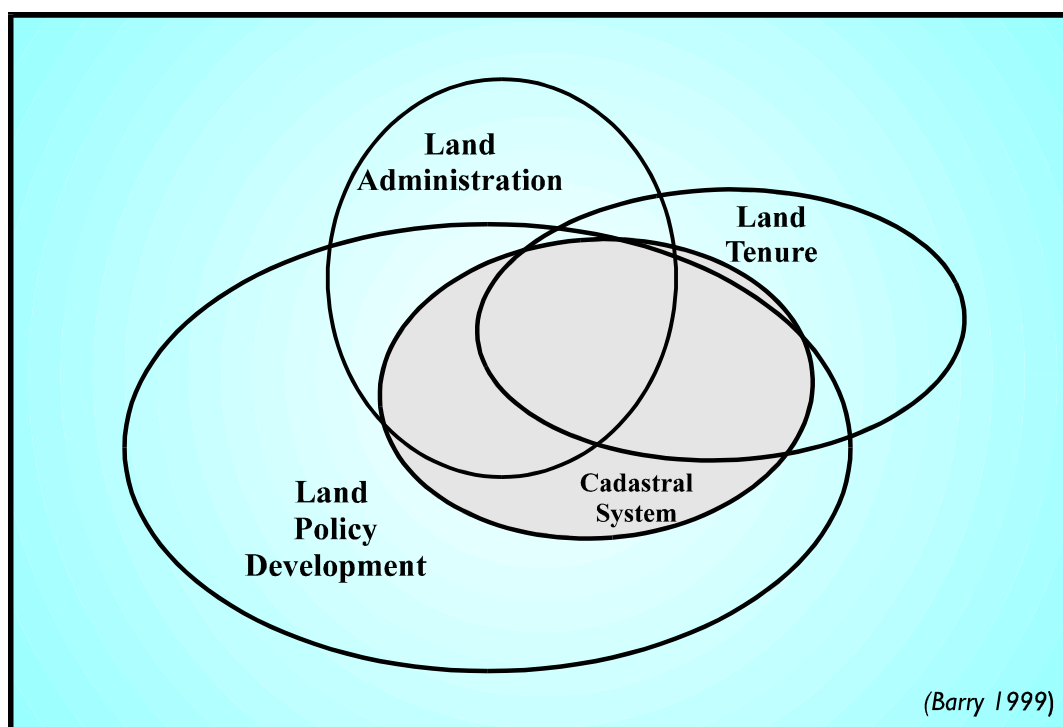 Land
Administration
Land
Tenure
Cadastral
System
Land
Policy
Development
(Barry 1999)